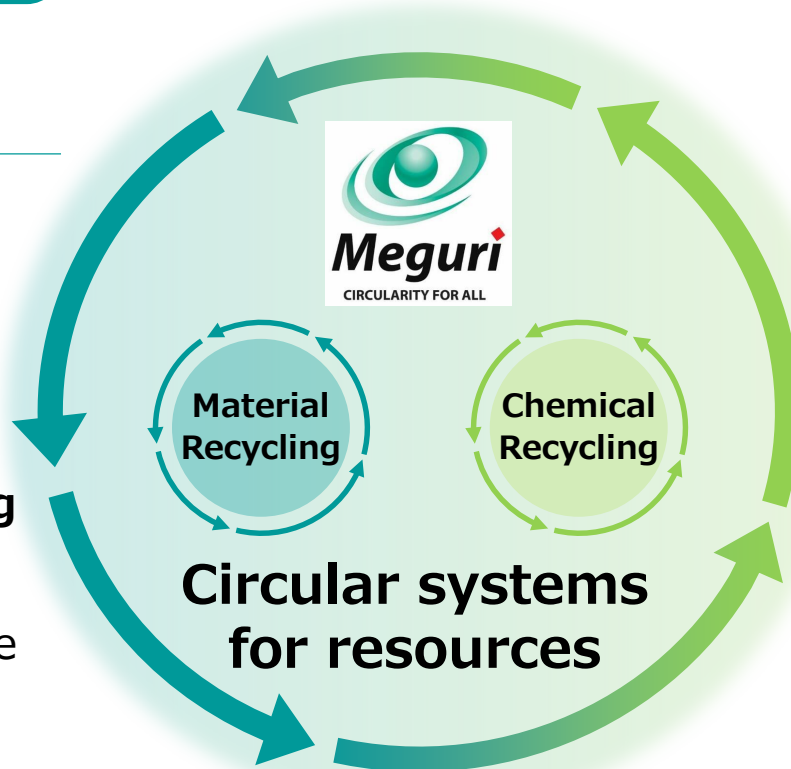 Meguri
CIRCULARITY FOR ALL
Material
Recycling
Chemical
Recycling
Circular systems
for resources